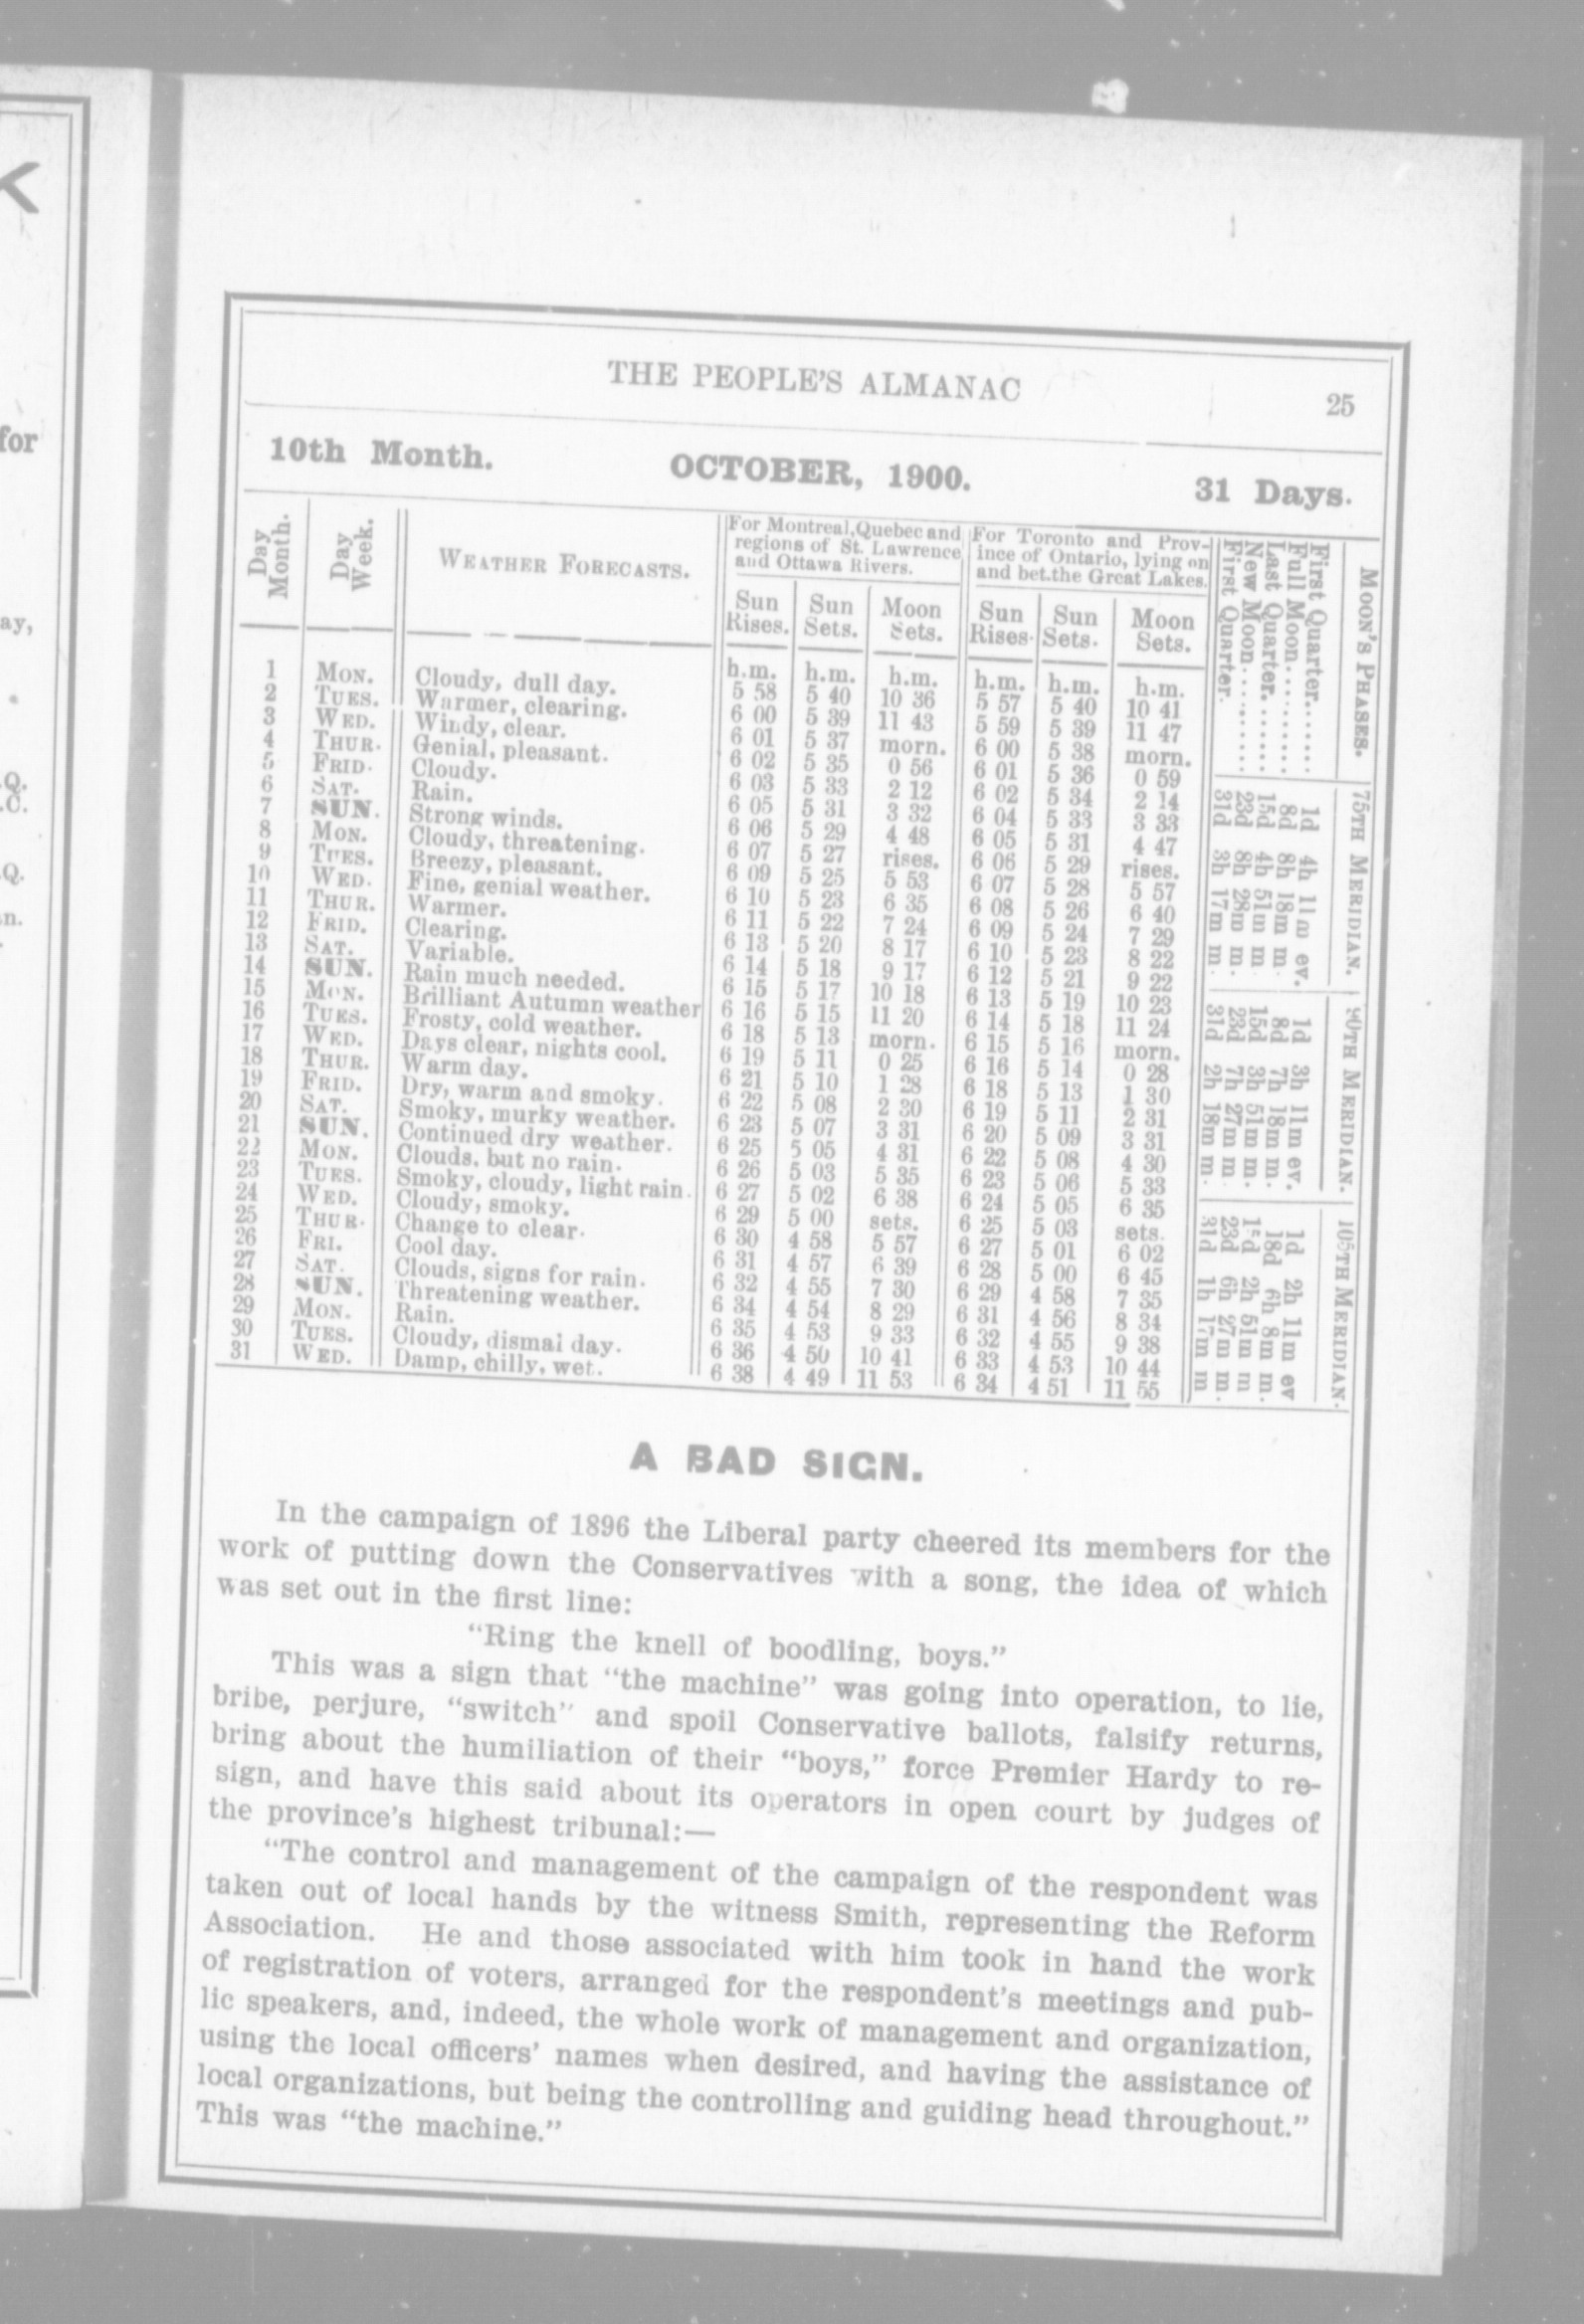 K
for
ay,
Q.
C.
Q.
n.
THE PEOPLE'S ALMANAC 25
10th Month. OCTOBER, 1900. 31 Days.
Day Month. Day Week. WEATHER FORECASTS. For Montreal, Quebec and regions of St. Lawrence and Ottawa Rivers. For Toronto and Province of Ontario, lying on and bet. the Great Lakes.
Sun Rises. Sun Sets. Moon Sets. Sun Rises. Sun Sets. Moon Sets.
h.m. h.m. h.m. h.m. h.m. h.m.
1 MON. Cloudy, dull day. 5 58 5 40 10 36 5 57 5 40 10 41
2 TUES. Warmer, clearing. 6 00 5 39 11 43 5 59 5 39 11 47
3 WED. Windy, clear. 6 01 5 37 morn. 6 00 5 38 morn.
4 THUR. Genial, pleasant. 6 02 5 35 0 56 6 01 5 36 0 59
5 FRID. Cloudy. 6 03 5 33 2 12 6 02 5 34 2 14
6 SAT. Rain. 6 05 5 31 3 32 6 04 5 33 3 33
7 SUN. Strong winds. 6 06 5 29 4 48 6 05 5 31 4 47
8 MON. Cloudy, threatening. 6 07 5 27 rises. 6 06 5 29 rises.
9 TUES. Breezy, pleasant. 6 09 5 25 5 53 6 07 5 28 5 57
10 WED. Fine, genial weather. 6 10 5 23 6 35 6 08 5 26 6 40
11 THUR. Warmer. 6 11 5 22 7 24 6 09 5 24 7 29
12 FRID. Clearing. 6 13 5 20 8 17 6 10 5 23 8 22
13 SAT. Variable. 6 14 5 18 9 17 6 12 5 21 9 22
14 SUN. Rain much needed. 6 15 5 17 10 18 6 13 5 19 10 23
15 MON. Brilliant Autumn weather 6 16 5 15 11 20 6 14 5 18 11 24
16 TUES. Frosty, cold weather. 6 18 5 13 morn. 6 15 5 16 morn.
17 WED. Days clear, nights cool. 6 19 5 11 0 25 6 16 5 14 0 28
18 THUR. Warm day. 6 21 5 10 1 28 6 18 5 13 1 30
19 FRID. Dry, warm and smoky. 6 22 5 08 2 30 6 19 5 11 2 31
20 SAT. Smoky, murky weather. 6 23 5 07 3 31 6 20 5 09 3 31
21 SUN. Continued dry weather. 6 25 5 05 4 31 6 22 5 08 4 30
22 MON. Clouds, but no rain. 6 26 5 03 5 35 6 23 5 06 5 33
23 TUES. Smoky, cloudy, light rain. 6 27 5 02 6 38 6 24 5 05 6 35
24 WED. Cloudy, smoky. 6 29 5 00 sets. 6 25 5 03 sets.
25 THUR. Change to clear. 6 30 4 58 5 57 6 27 5 01 6 02
26 FRI. Cool day. 6 31 4 57 6 39 6 28 5 00 6 45
27 SAT. Clouds, signs for rain. 6 32 4 55 7 30 6 29 4 58 7 35
28 SUN. Threatening weather. 6 34 4 54 8 29 6 31 4 56 8 34
29 MON. Rain. 6 35 4 53 9 33 6 32 4 55 9 38
30 TUES. Cloudy, dismal day. 6 36 4 50 10 41 6 33 4 53 10 44
31 WED. Damp, chilly, wet. 6 38 4 49 11 53 6 34 4 51 11 55
MOON'S PHASES. 75TH MERIDIAN. 90TH MERIDIAN. 105TH MERIDIAN.
First Quarter...... 1d 4h 11m ev. 1d 3h 11m ev. 1d 2h 11m ev
Full Moon......... 8d 8h 18m m. 8d 7h 18m m. 18d 6h 8m m.
Last Quarter....... 15d 4h 51m m. 15d 3h 51m m. 15d 2h 51m m
New Moon......... 23d 8h 28m m. 23d 7h 27m m. 23d 6h 27m m.
First Quarter. 31d 3h 17m m. 31d 2h 18m m. 31d 1h 17m m
A BAD SIGN.
In the campaign of 1896 the Liberal party cheered its members for the
work of putting down the Conservatives with a song, the idea of which
was set out in the first line:
"Ring the knell of boodling, boys."
This was a sign that "the machine" was going into operation, to lie,
bribe, perjure, "switch" and spoil Conservative ballots, falsify returns,
bring about the humiliation of their "boys," force Premier Hardy to re-
sign, and have this said about its operators in open court by judges of
the province's highest tribunal:—
"The control and management of the campaign of the respondent was
taken out of local hands by the witness Smith, representing the Reform
Association. He and those associated with him took in hand the work
of registration of voters, arranged for the respondent's meetings and pub-
lic speakers, and, indeed, the whole work of management and organization,
using the local officers' names when desired, and having the assistance of
local organizations, but being the controlling and guiding head throughout."
This was "the machine."